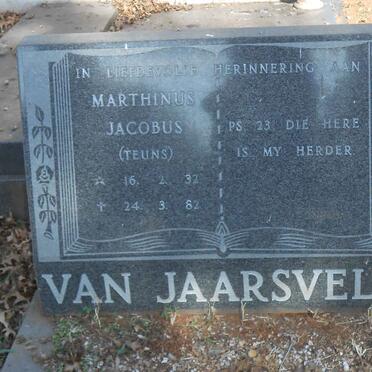 IN LIEFDEVOLLE HERINNERING AAN
MARTHINUS
JACOBUS
(TEUNS)
☆ 16. 2. 32
✝ 24. 3. 82
PS 23 DIE HERE
IS MY HERDER
VAN JAARSVEL